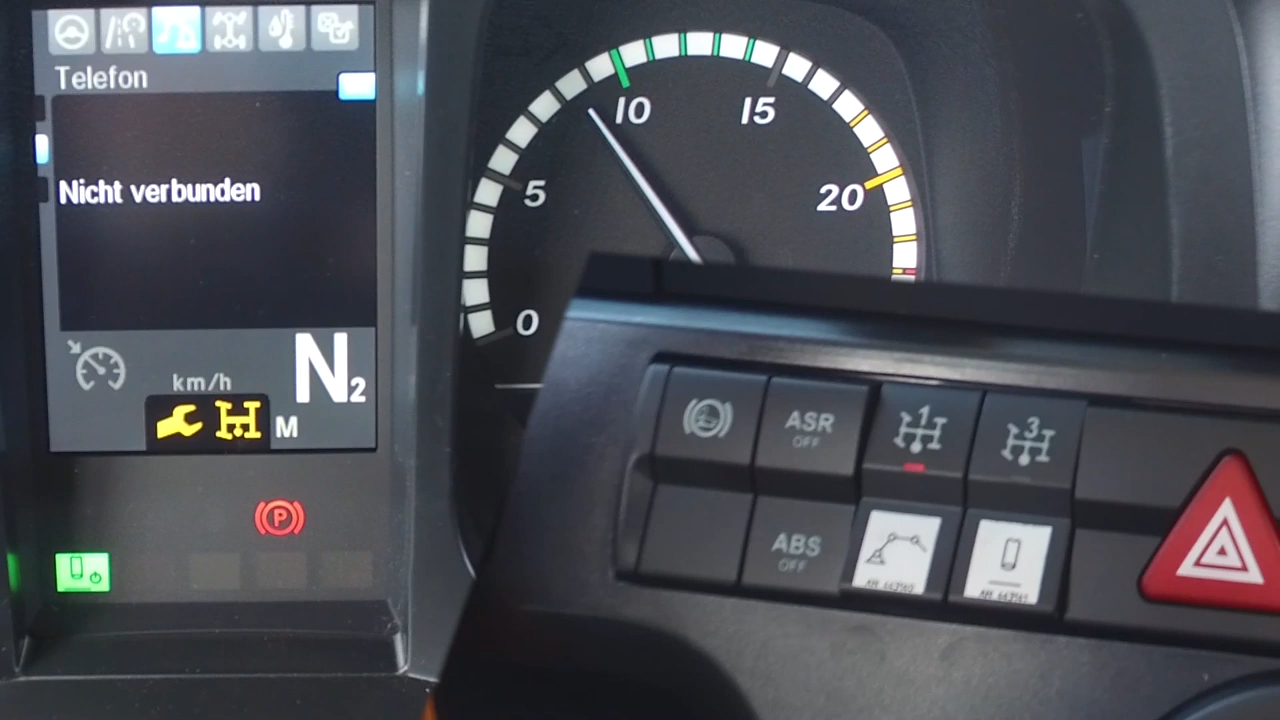 Telefon
Nicht verbunden
N2
km/h
M
P
0
5
10
15
20
ASR
OFF
1
3
ABS
OFF